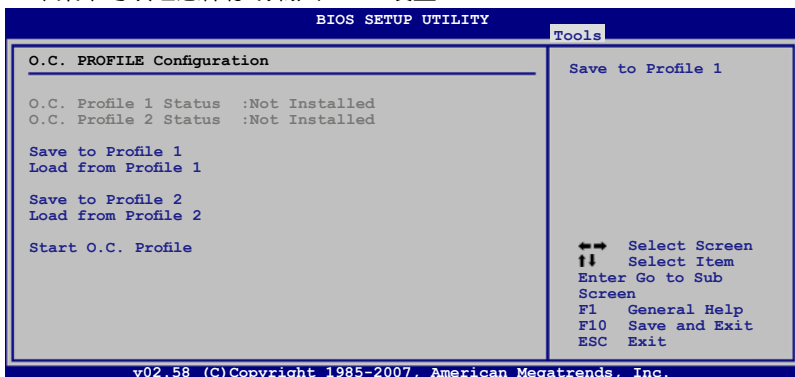 BIOS SETUP UTILITY
Tools
O.C. PROFILE Configuration
O.C. Profile 1 Status :Not Installed
O.C. Profile 2 Status :Not Installed
Save to Profile 1
Load from Profile 1
Save to Profile 2
Load from Profile 2
Start O.C. Profile
Save to Profile 1
←→ Select Screen
↑↓ Select Item
Enter Go to Sub
Screen
F1 General Help
F10 Save and Exit
ESC Exit
v02.58 (C)Copyright 1985-2007, American Megatrends, Inc.